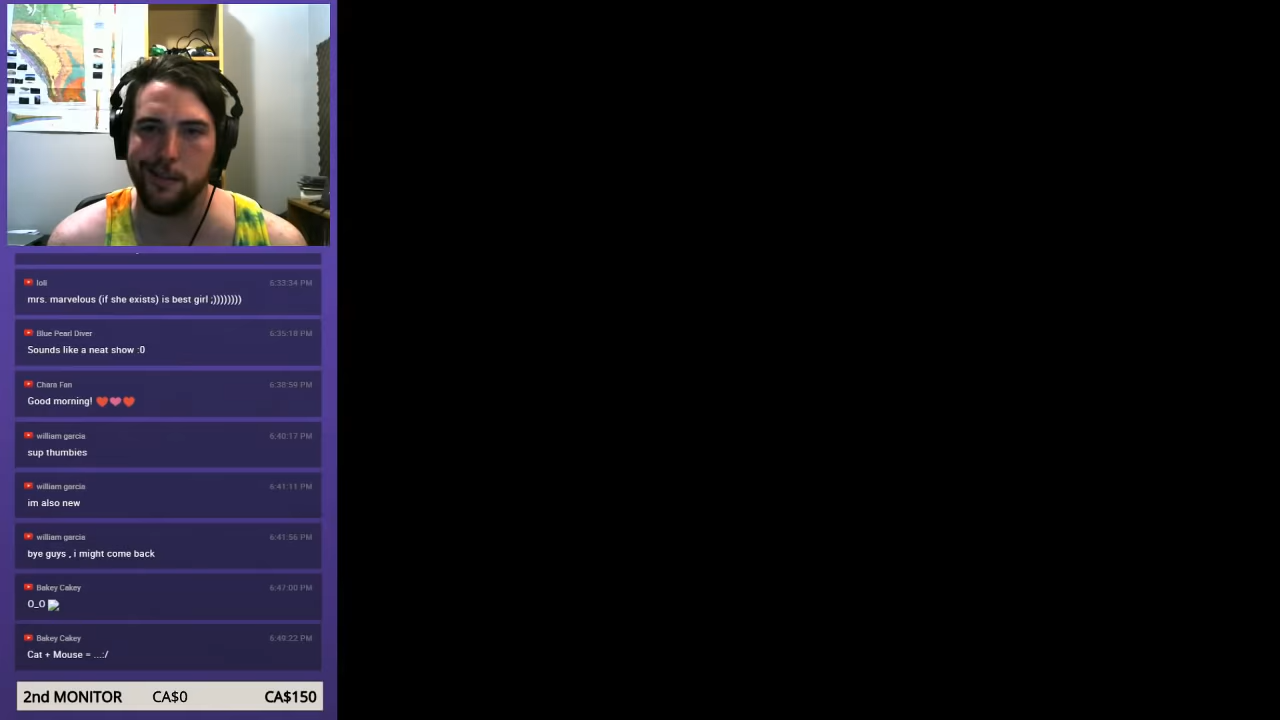 loli 6:33:34 PM
mrs. marvelous (if she exists) is best girl ;))))))))
Blue Pearl Diver 6:35:18 PM
Sounds like a neat show :0
Chara Fan 6:38:59 PM
Good morning! ❤️❤️❤️
william garcia 6:40:17 PM
sup thumbies
william garcia 6:41:11 PM
im also new
william garcia 6:41:56 PM
bye guys , i might come back
Bakey Cakey 6:47:00 PM
O_O
Bakey Cakey 6:49:22 PM
Cat + Mouse = ...:/
2nd MONITOR CA$0 CA$150